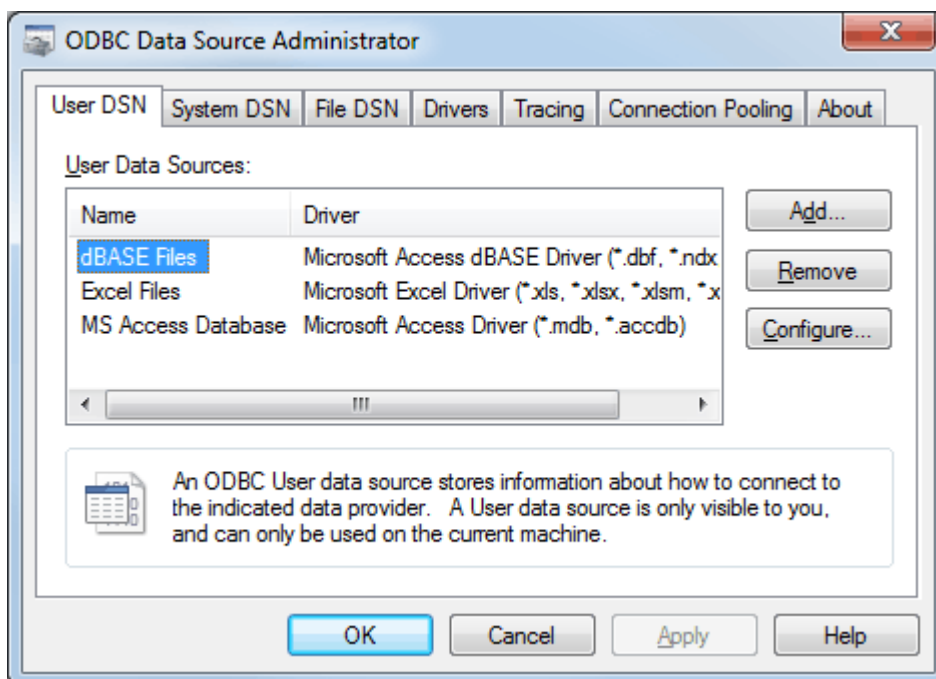 ODBC Data Source Administrator
User DSN System DSN File DSN Drivers Tracing Connection Pooling About
User Data Sources:
Name Driver
dBASE Files Microsoft Access dBASE Driver (*.dbf, *.ndx
Excel Files Microsoft Excel Driver (*.xls, *.xlsx, *.xlsm, *.x
MS Access Database Microsoft Access Driver (*.mdb, *.accdb)
Add...
Remove
Configure...
An ODBC User data source stores information about how to connect to
the indicated data provider. A User data source is only visible to you,
and can only be used on the current machine.
OK Cancel Apply Help